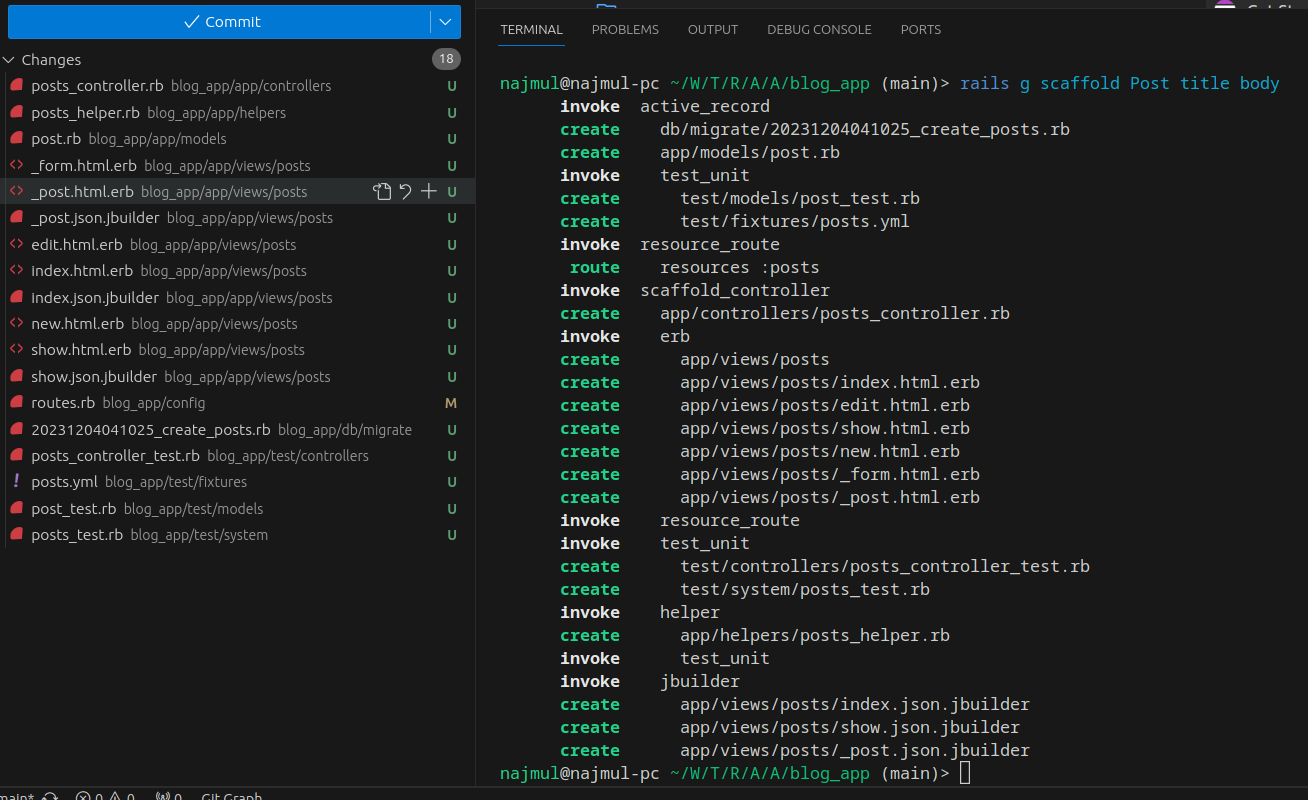 Commit
Changes 18
posts_controller.rb blog_app/app/controllers U
posts_helper.rb blog_app/app/helpers U
post.rb blog_app/app/models U
_form.html.erb blog_app/app/views/posts U
_post.html.erb blog_app/app/views/posts U
_post.json.jbuilder blog_app/app/views/posts U
edit.html.erb blog_app/app/views/posts U
index.html.erb blog_app/app/views/posts U
index.json.jbuilder blog_app/app/views/posts U
new.html.erb blog_app/app/views/posts U
show.html.erb blog_app/app/views/posts U
show.json.jbuilder blog_app/app/views/posts U
routes.rb blog_app/config M
20231204041025_create_posts.rb blog_app/db/migrate U
posts_controller_test.rb blog_app/test/controllers U
! posts.yml blog_app/test/fixtures U
post_test.rb blog_app/test/models U
posts_test.rb blog_app/test/system U
TERMINAL PROBLEMS OUTPUT DEBUG CONSOLE PORTS
najmul@najmul-pc ~/W/T/R/A/A/blog_app (main)> rails g scaffold Post title body
invoke active_record
create db/migrate/20231204041025_create_posts.rb
create app/models/post.rb
invoke test_unit
create test/models/post_test.rb
create test/fixtures/posts.yml
invoke resource_route
route resources :posts
invoke scaffold_controller
create app/controllers/posts_controller.rb
invoke erb
create app/views/posts
create app/views/posts/index.html.erb
create app/views/posts/edit.html.erb
create app/views/posts/show.html.erb
create app/views/posts/new.html.erb
create app/views/posts/_form.html.erb
create app/views/posts/_post.html.erb
invoke resource_route
invoke test_unit
create test/controllers/posts_controller_test.rb
create test/system/posts_test.rb
invoke helper
create app/helpers/posts_helper.rb
invoke test_unit
invoke jbuilder
create app/views/posts/index.json.jbuilder
create app/views/posts/show.json.jbuilder
create app/views/posts/_post.json.jbuilder
najmul@najmul-pc ~/W/T/R/A/A/blog_app (main)>
main* 0 0 0 Git Graph